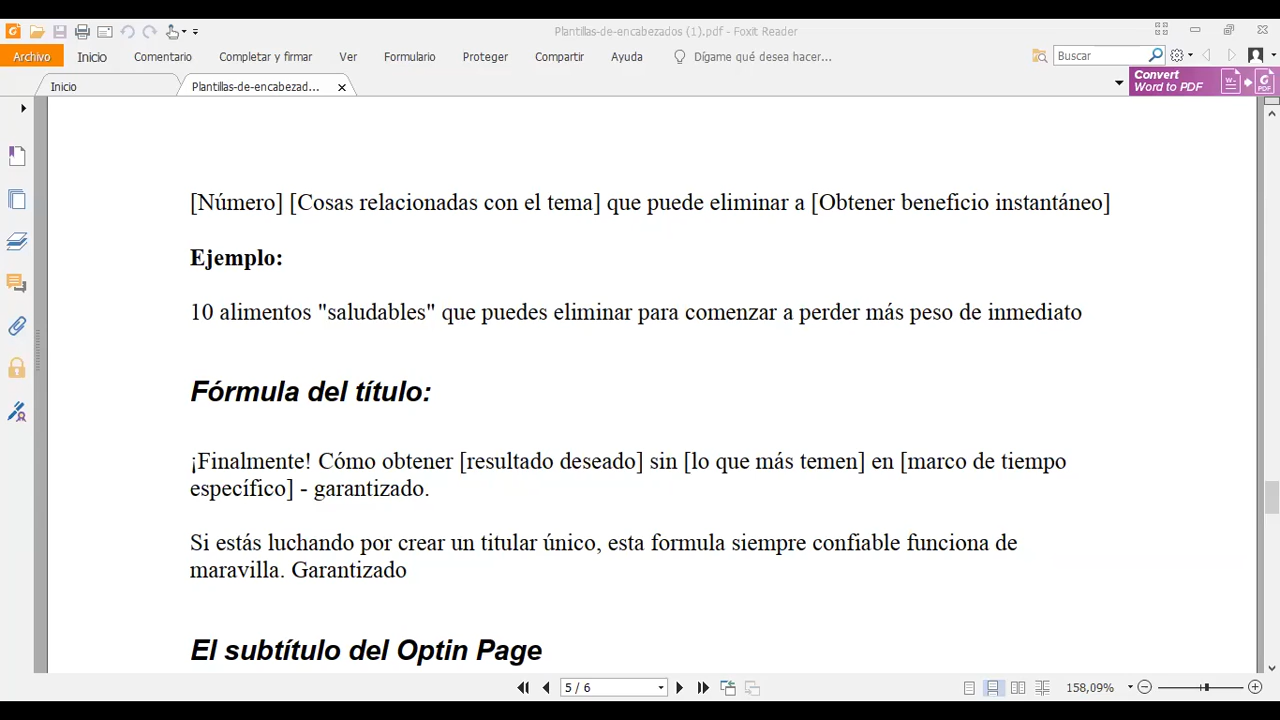 Plantillas-de-encabezados (1).pdf - Foxit Reader
Archivo Inicio Comentario Completar y firmar Ver Formulario Proteger Compartir Ayuda Dígame qué desea hacer... Buscar
Inicio Plantillas-de-encabezad... Convert
Word to PDF
[Número] [Cosas relacionadas con el tema] que puede eliminar a [Obtener beneficio instantáneo]
Ejemplo:
10 alimentos "saludables" que puedes eliminar para comenzar a perder más peso de inmediato
Fórmula del título:
¡Finalmente! Cómo obtener [resultado deseado] sin [lo que más temen] en [marco de tiempo
específico] - garantizado.
Si estás luchando por crear un titular único, esta formula siempre confiable funciona de
maravilla. Garantizado
El subtítulo del Optin Page
5 / 6 158,09%